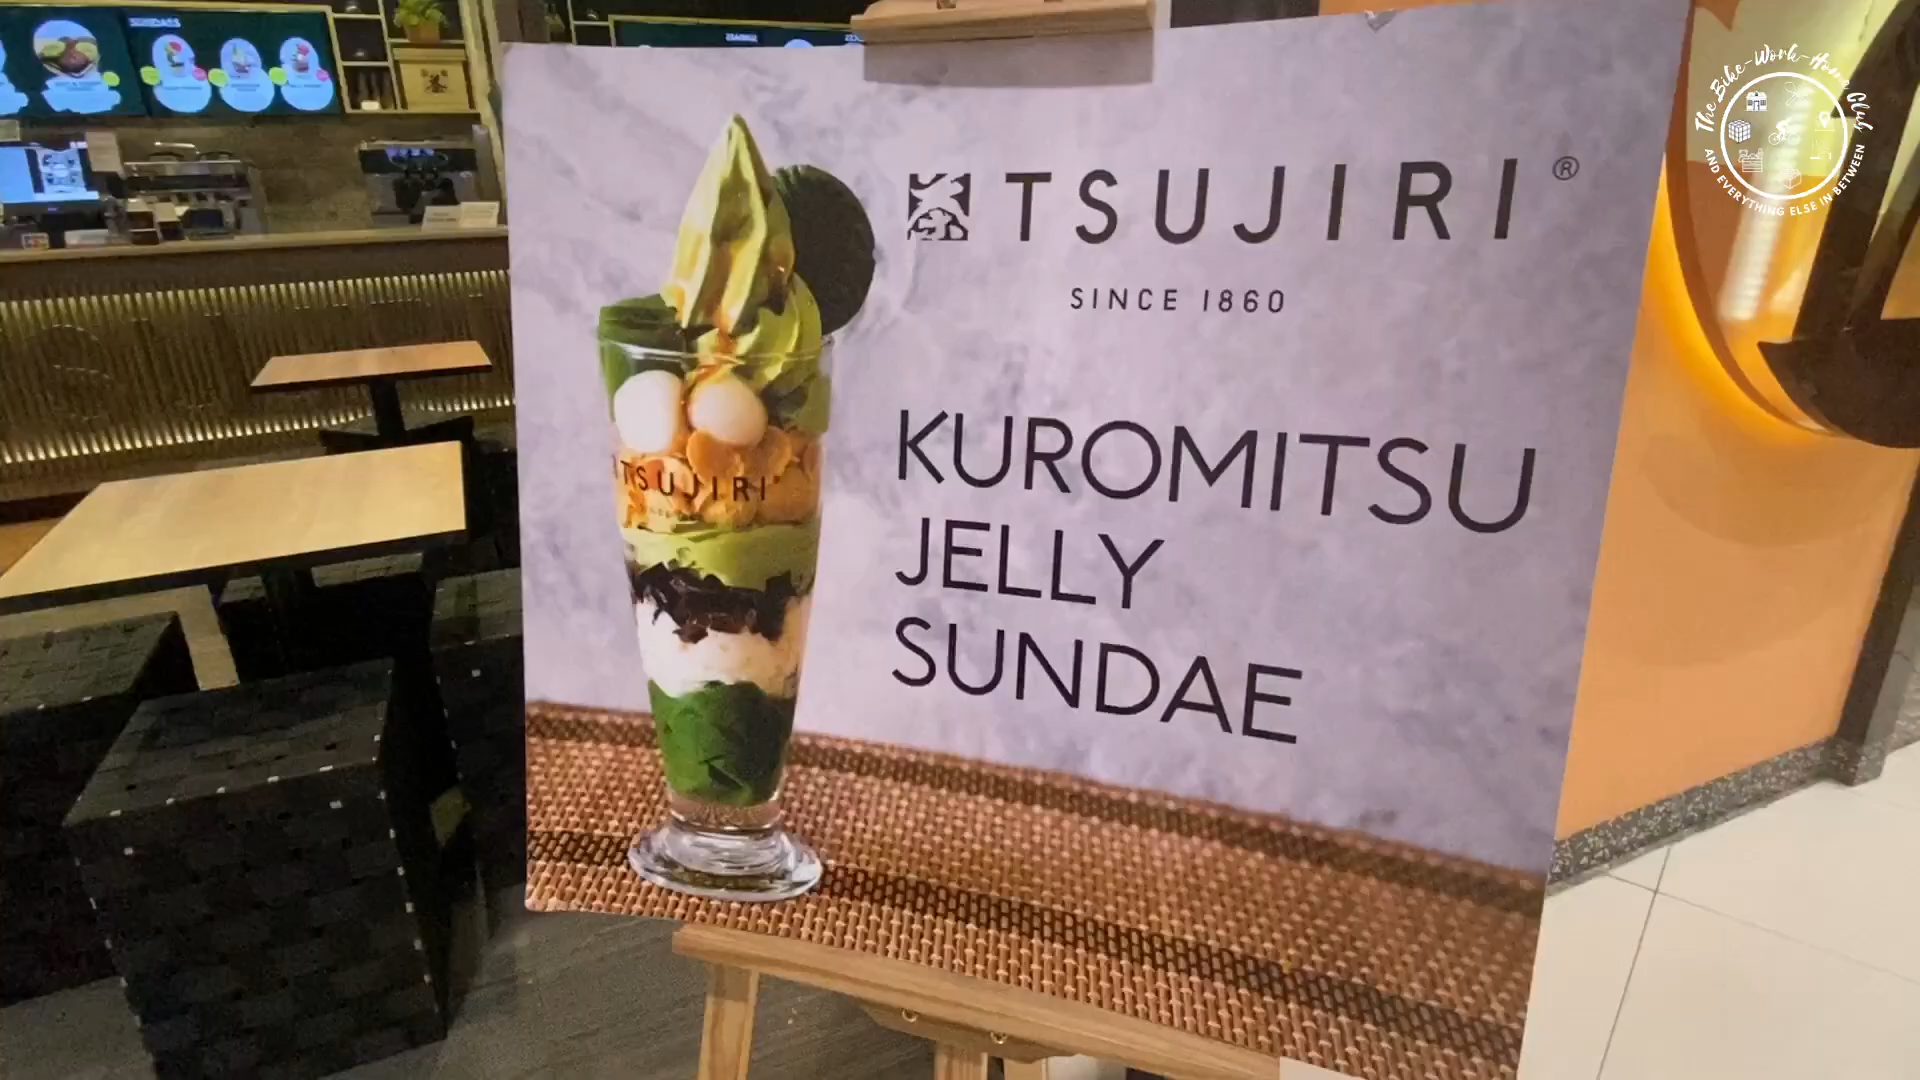 SUNDAES
The Bike-Work-Home Club
AND EVERYTHING ELSE IN BETWEEN
TSUJIRI®
SINCE 1860
TSUJIRI
KUROMITSU
JELLY
SUNDAE